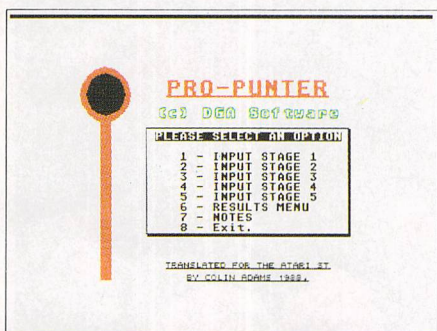 PRO-PUNTER
(c) DGA Software
PLEASE SELECT AN OPTION
1 - INPUT STAGE 1
2 - INPUT STAGE 2
3 - INPUT STAGE 3
4 - INPUT STAGE 4
5 - INPUT STAGE 5
6 - RESULTS MENU
7 - NOTES
8 - Exit.
TRANSLATED FOR THE ATARI ST
BY COLIN ADAMS 1988.